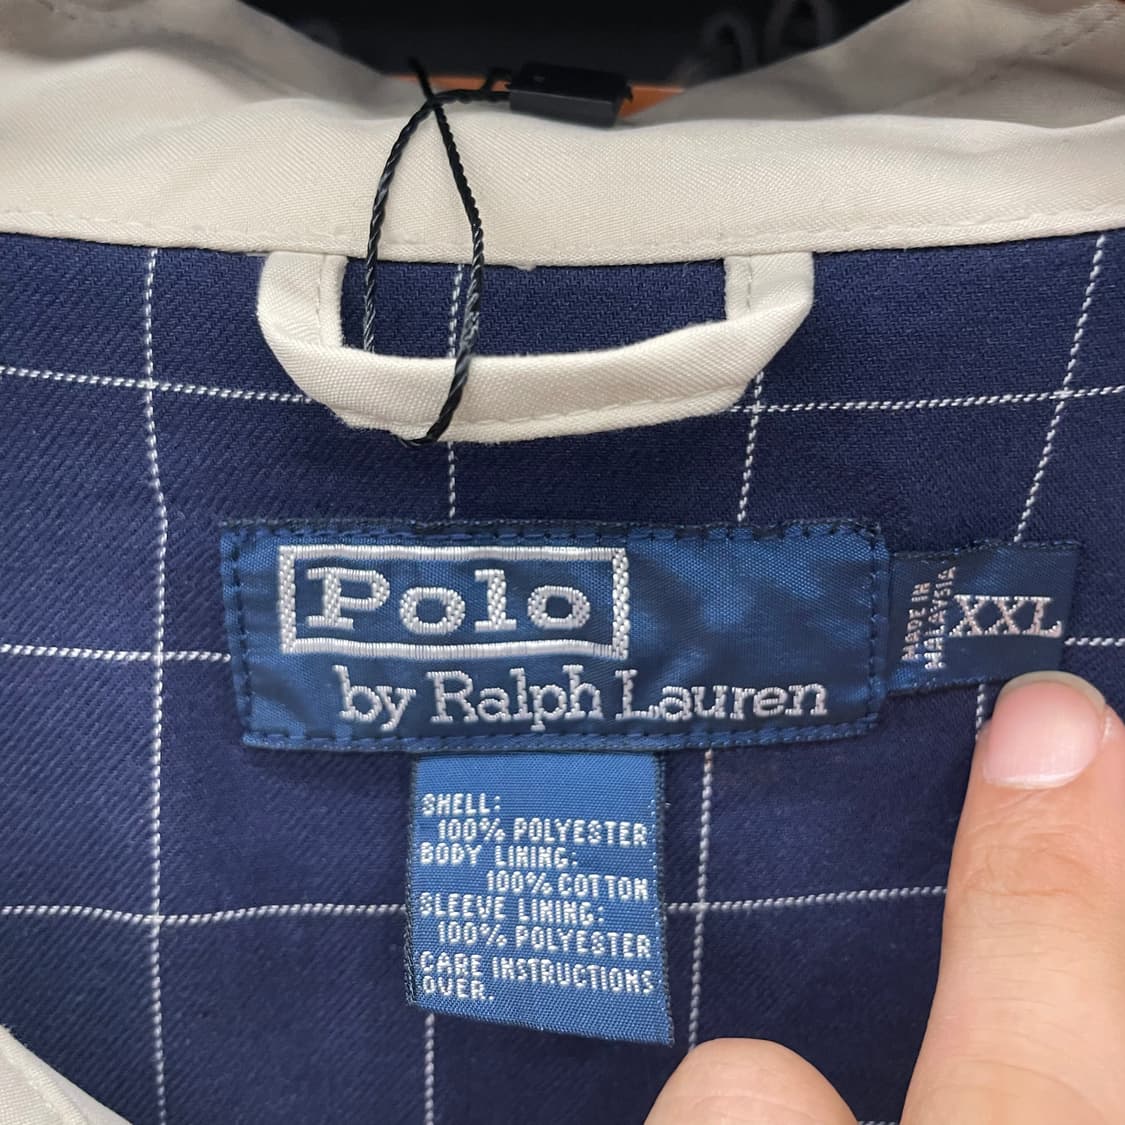 Polo
by Ralph Lauren
MADE IN
MALAYSIA
XXL
SHELL:
100% POLYESTER
BODY LINING:
100% COTTON
SLEEVE LINING:
100% POLYESTER
CARE INSTRUCTIONS
OVER.